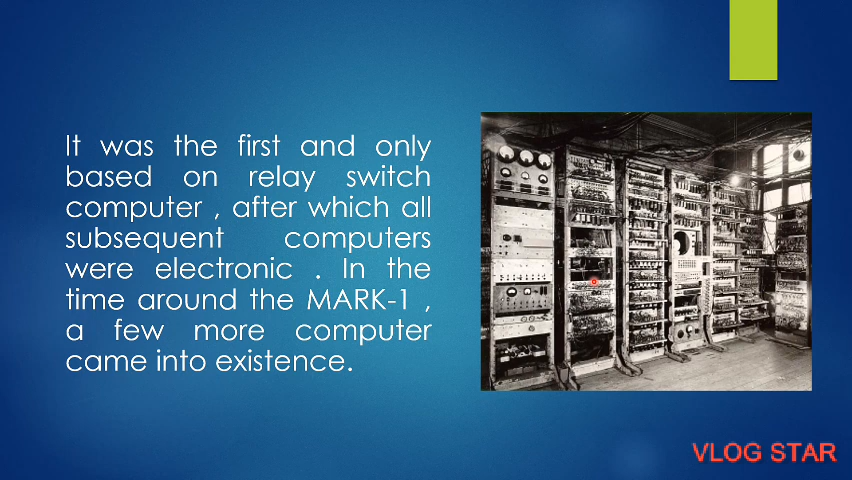 It was the first and only
based on relay switch
computer , after which all
subsequent computers
were electronic . In the
time around the MARK-1 ,
a few more computer
came into existence.
VLOG STAR